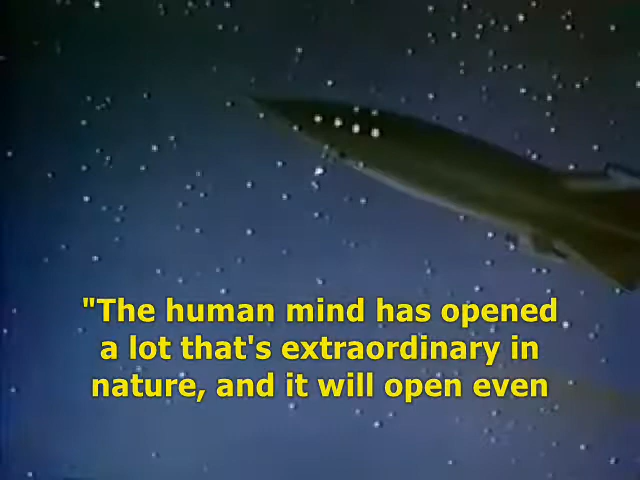 "The human mind has opened
a lot that's extraordinary in
nature, and it will open even